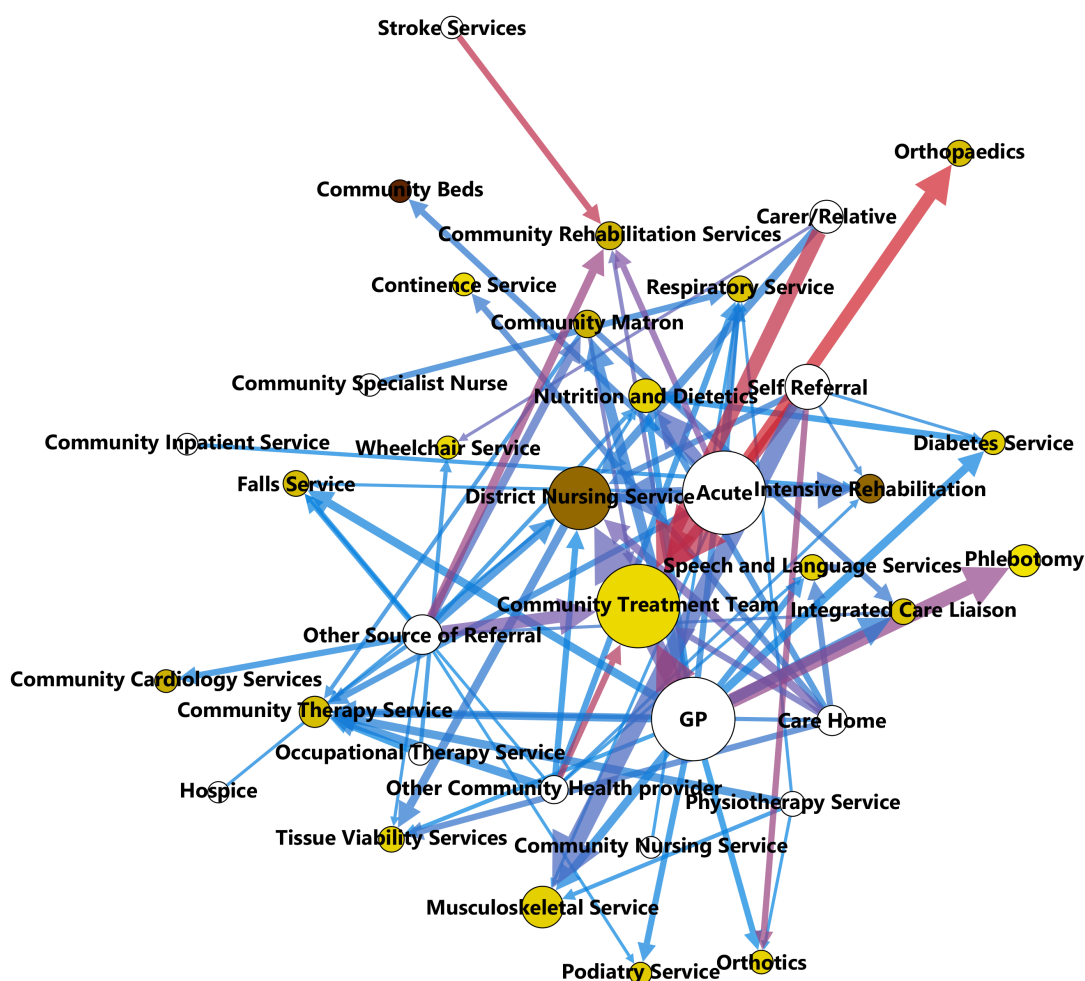 Stroke Services
Orthopaedics
Community Beds
Carer/Relative
Community Rehabilitation Services
Continence Service
Respiratory Service
Community Matron
Community Specialist Nurse
Nutrition and Dietetics
Self Referral
Community Inpatient Service
Wheelchair Service
Diabetes Service
Falls Service
District Nursing Service
Acute
Intensive Rehabilitation
Speech and Language Services
Phlebotomy
Community Treatment Team
Integrated Care Liaison
Other Source of Referral
Community Cardiology Services
Community Therapy Service
GP
Care Home
Occupational Therapy Service
Hospice
Other Community Health provider
Physiotherapy Service
Tissue Viability Services
Community Nursing Service
Musculoskeletal Service
Podiatry Service
Orthotics